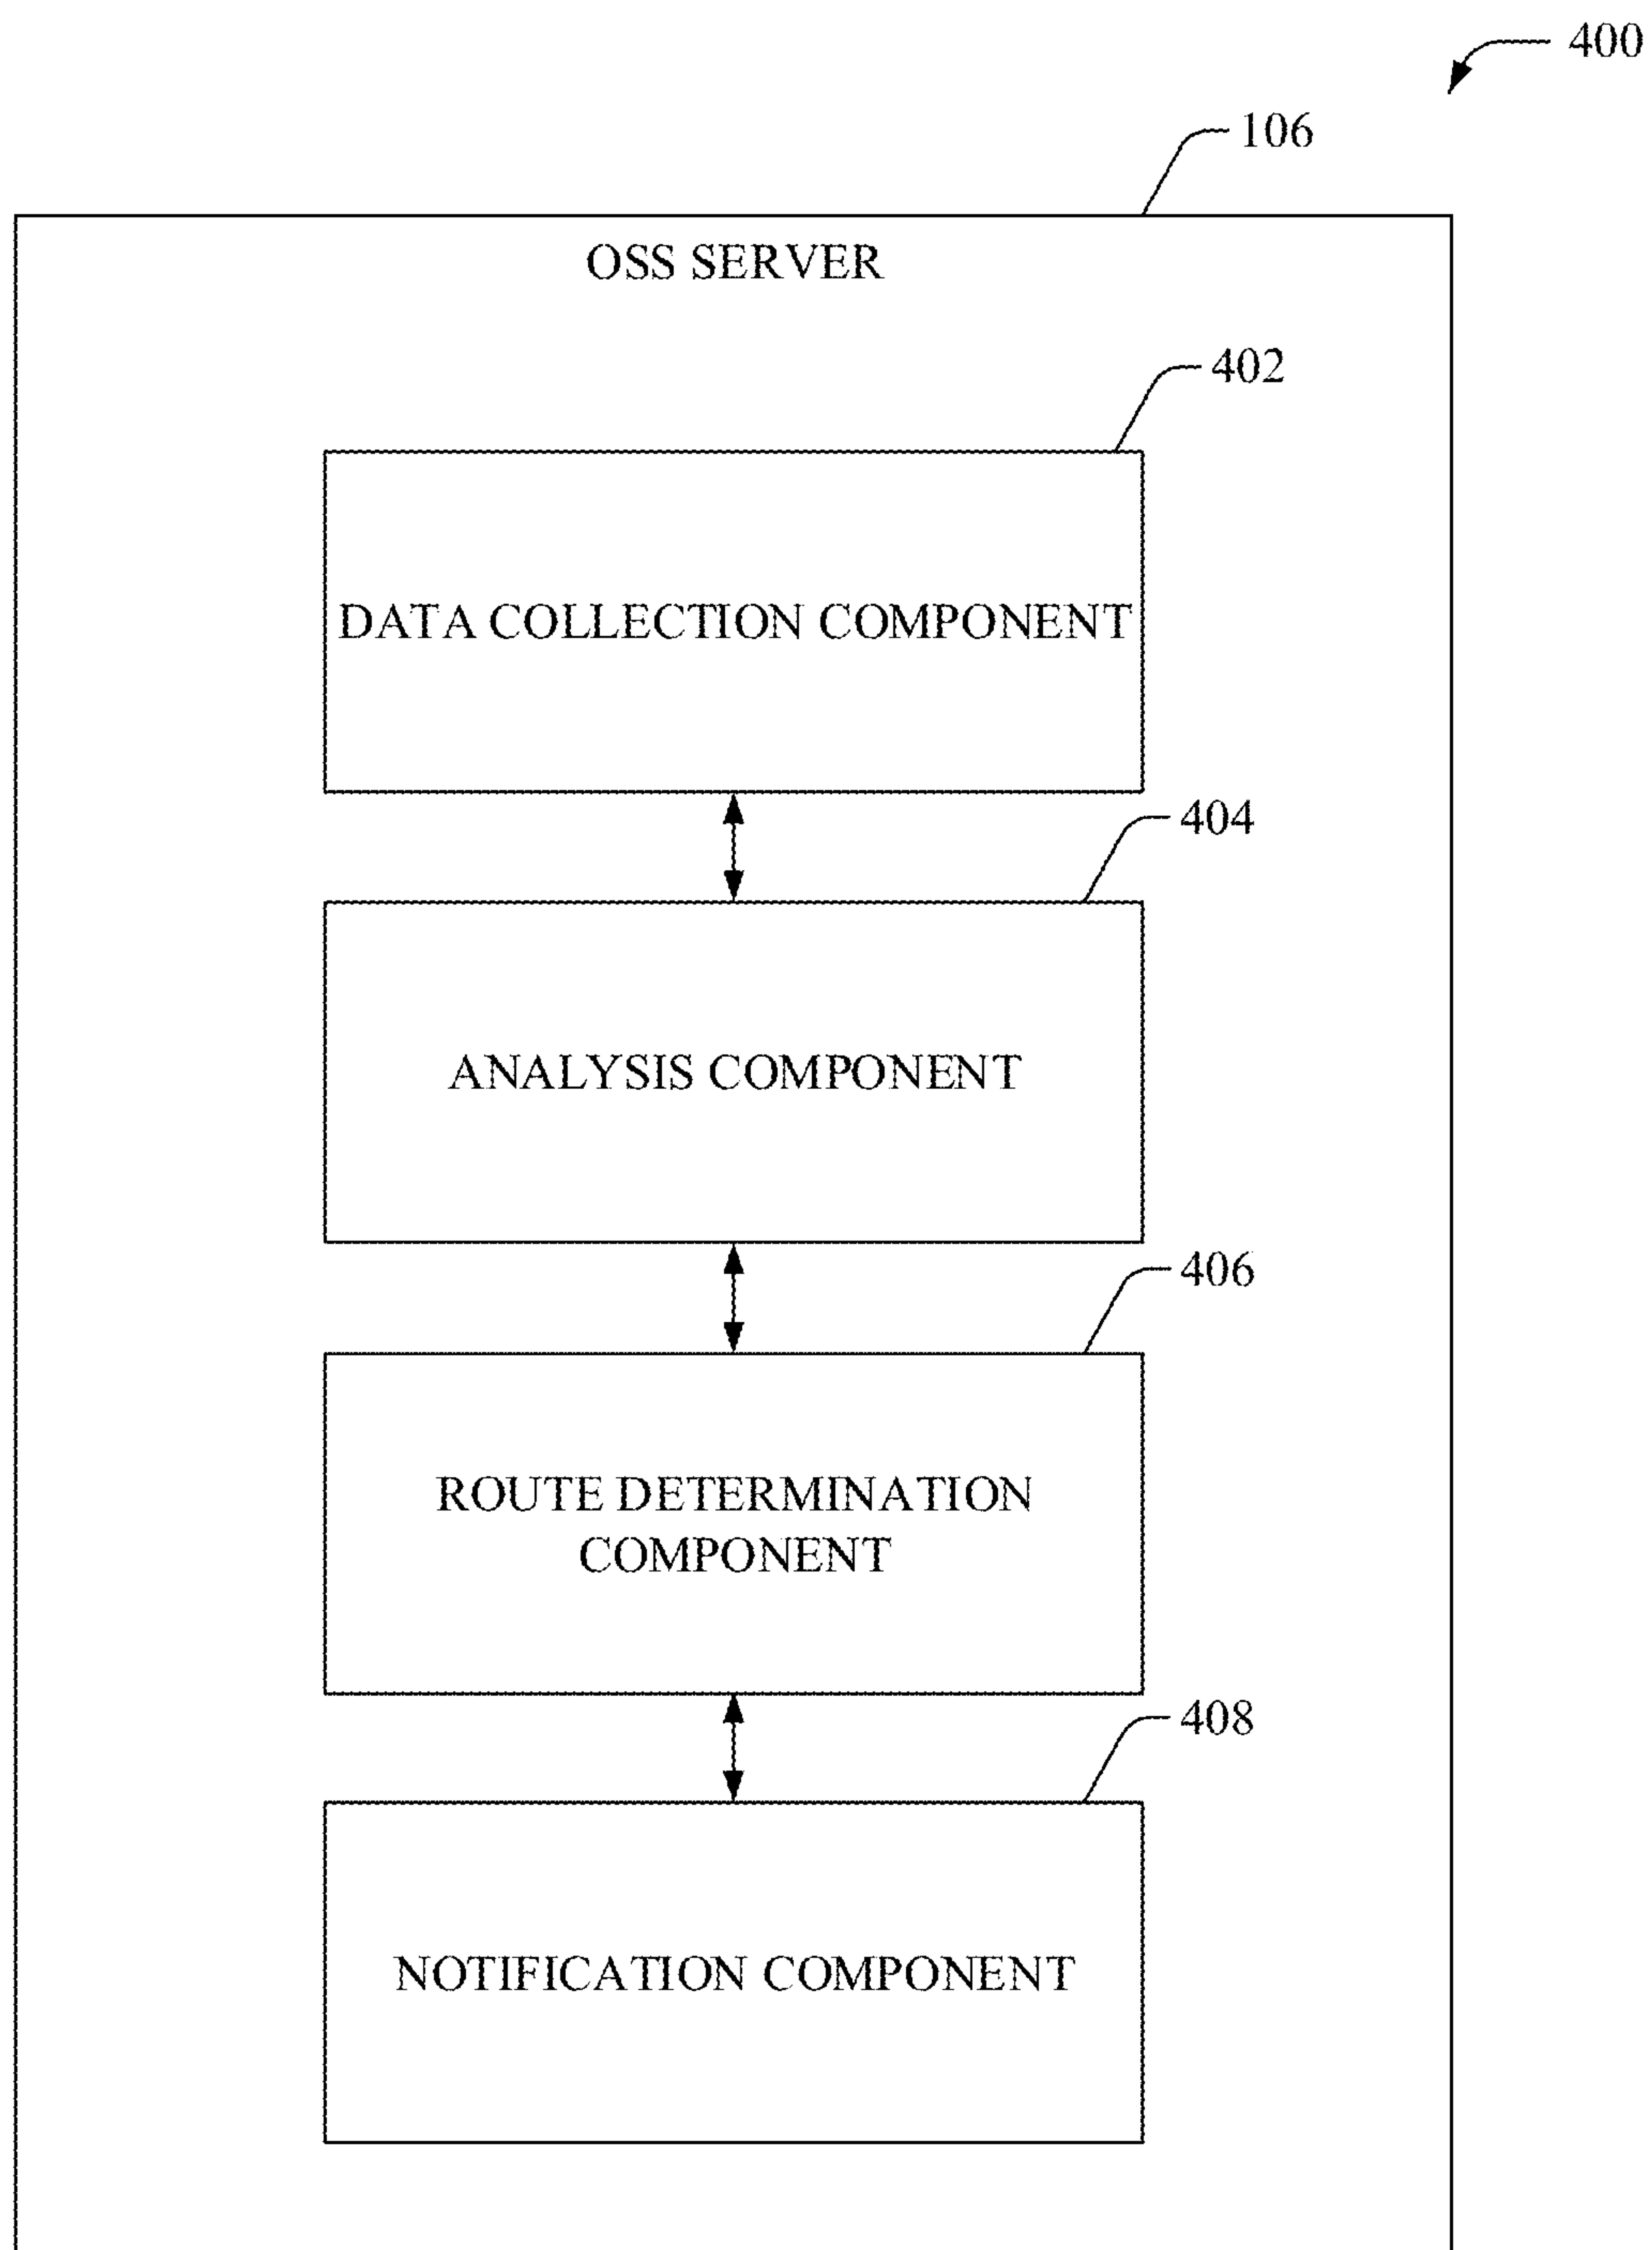 400
106
OSS SERVER
402
DATA COLLECTION COMPONENT
404
ANALYSIS COMPONENT
406
ROUTE DETERMINATION
COMPONENT
408
NOTIFICATION COMPONENT